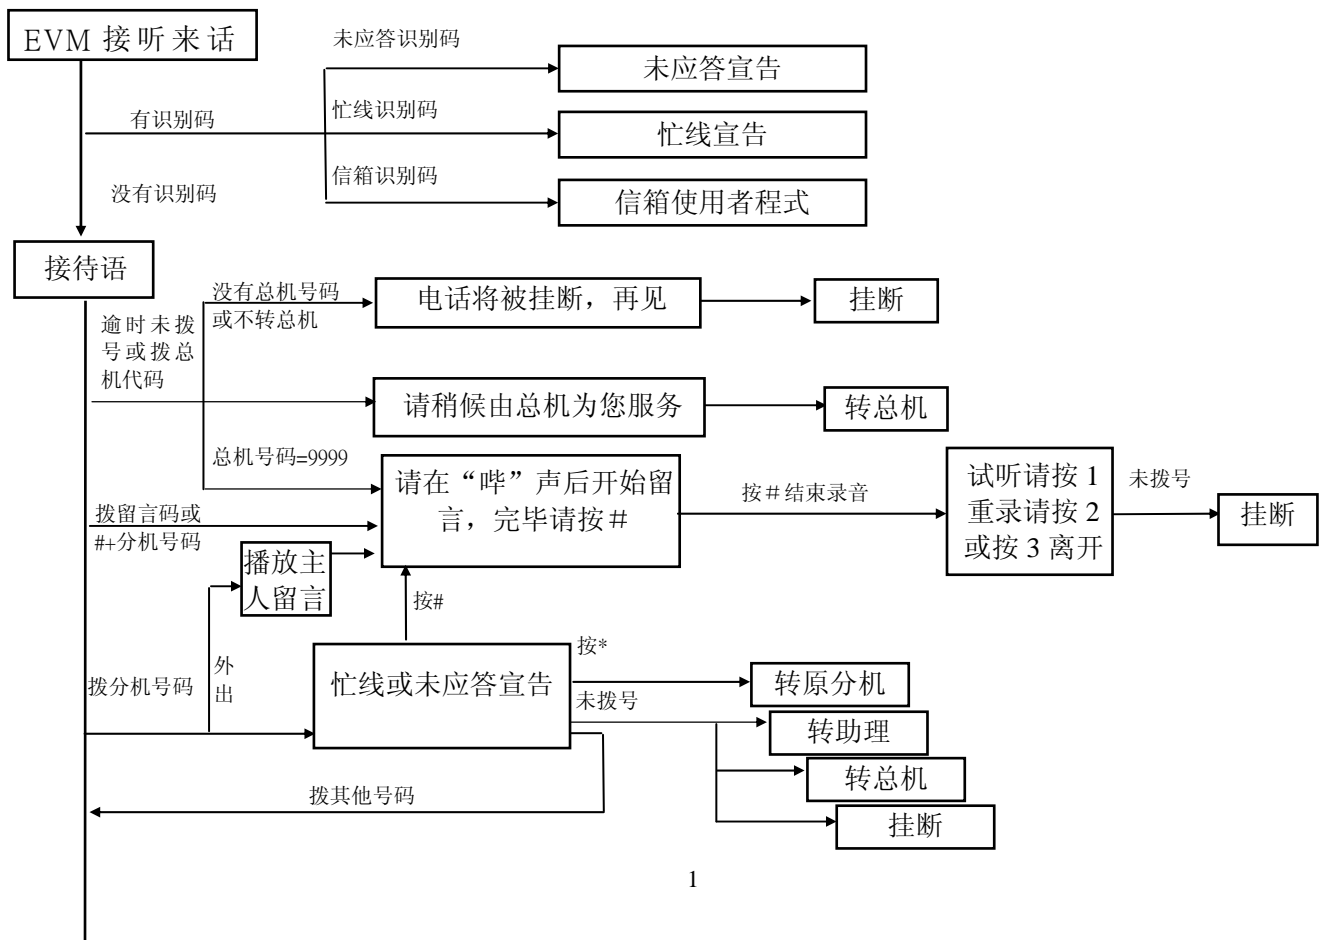 EVM 接听来话
未应答识别码
未应答宣告
有识别码
忙线识别码
忙线宣告
信箱识别码
没有识别码
信箱使用者程式
接待语
没有总机号码
或不转总机
电话将被挂断，再见
挂断
逾时未拨
号或拨总
机代码
请稍候由总机为您服务
转总机
总机号码=9999
请在“哔”声后开始留
言，完毕请按＃
按＃结束录音
试听请按 1
重录请按 2
或按 3 离开
未拨号
挂断
拨留言码或
#+分机号码
播放主
人留言
按#
拨分机号码
外
出
忙线或未应答宣告
按*
转原分机
未拨号
转助理
转总机
挂断
拨其他号码
1